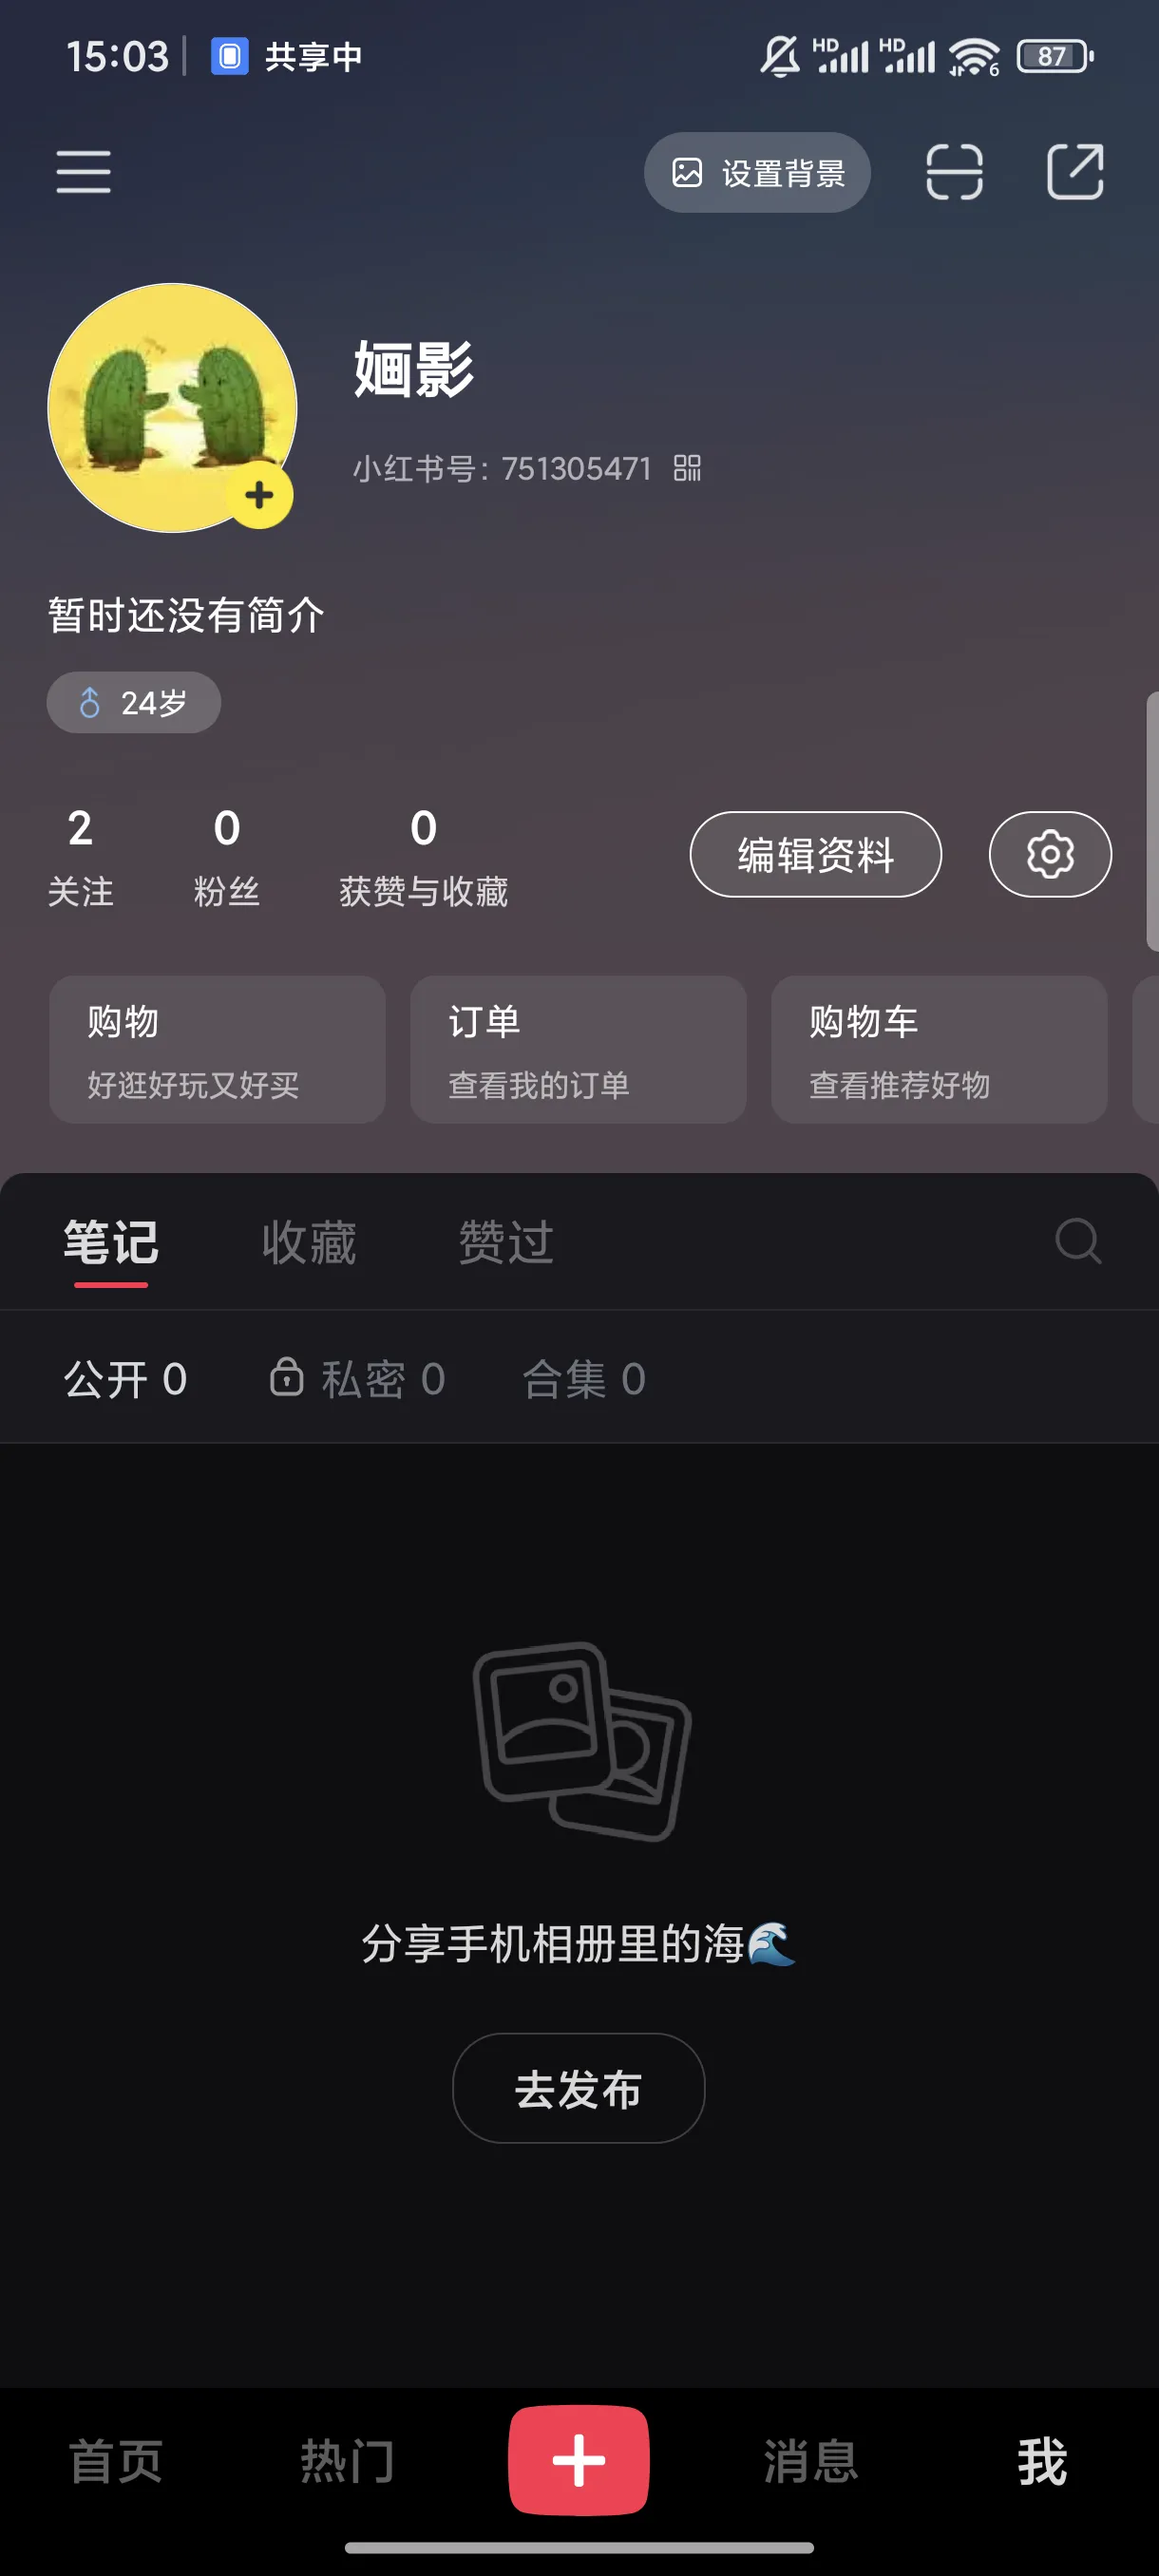 15:03 共享中 HD HD 6 87
设置背景
婳影
小红书号：751305471
暂时还没有简介
24岁
2 0 0
关注 粉丝 获赞与收藏
编辑资料
购物 订单 购物车
好逛好玩又好买 查看我的订单 查看推荐好物
笔记 收藏 赞过
公开 0 私密 0 合集 0
分享手机相册里的海🌊
去发布
首页 热门 消息 我